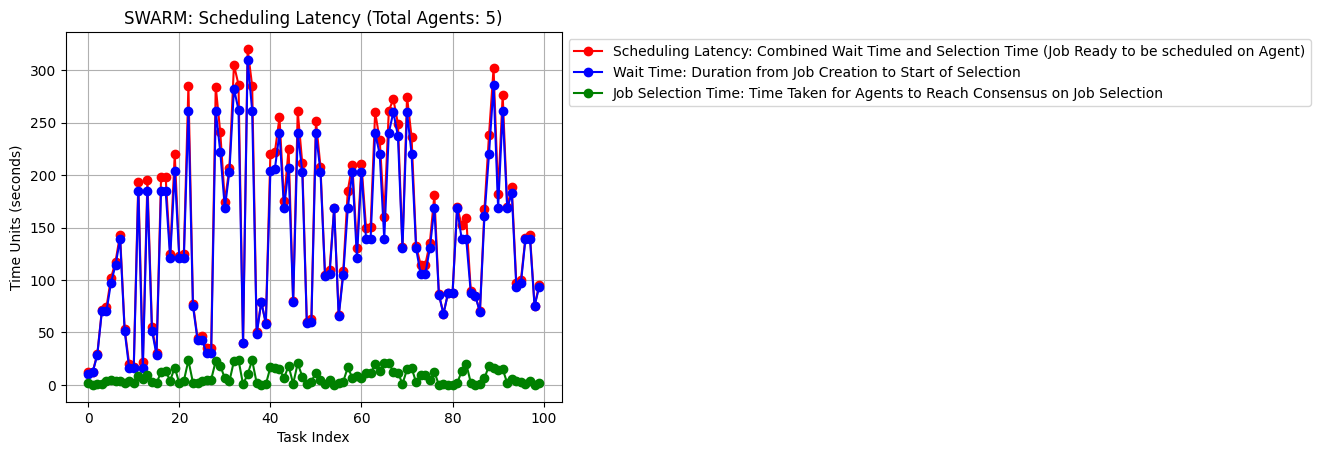 SWARM: Scheduling Latency (Total Agents: 5)
Scheduling Latency: Combined Wait Time and Selection Time (Job Ready to be scheduled on Agent)
Wait Time: Duration from Job Creation to Start of Selection
Job Selection Time: Time Taken for Agents to Reach Consensus on Job Selection
Time Units (seconds)
300
250
200
150
100
50
0
0 20 40 60 80 100
Task Index